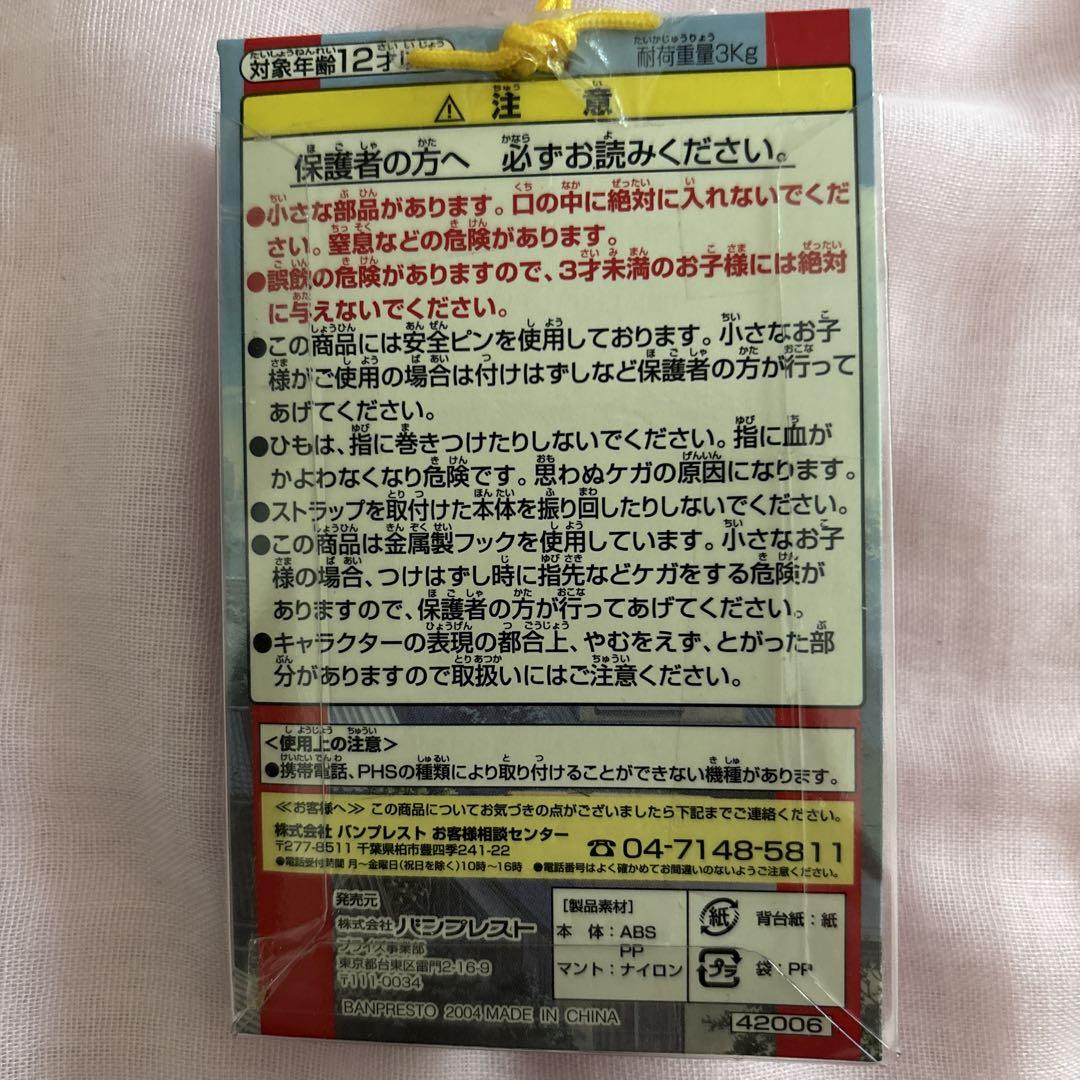 対象年齢12才
耐荷重量3Kg
⚠ 注意
保護者の方へ 必ずお読みください。
●小さな部品があります。口の中に絶対に入れないでくだ
さい。窒息などの危険があります。
●誤飲の危険がありますので、3才未満のお子様には絶対
に与えないでください。
●この商品には安全ピンを使用しております。小さなお子
様がご使用の場合は付けはずしなど保護者の方が行って
あげてください。
●ひもは、指に巻きつけたりしないでください。指に血が
かよわなくなり危険です。思わぬケガの原因になります。
●ストラップを取付けた本体を振り回したりしないでください。
●この商品は金属製フックを使用しています。小さなお子
様の場合、つけはずし時に指先などケガをする危険が
ありますので、保護者の方が行ってあげてください。
●キャラクターの表現の都合上、やむをえず、とがった部
分がありますので取扱いにはご注意ください。
<使用上の注意>
●携帯電話、PHSの種類により取り付けることができない機種があります。
≪お客様へ≫ この商品についてお気づきの点がございましたら下記までご連絡ください。
株式会社 バンプレスト お客様相談センター
〒277-8511 千葉県柏市豊四季241-22
☎04-7148-5811
●電話受付時間 月〜金曜日(祝日を除く)10時〜16時 ●電話番号はよく確かめてお間違のないようご注意ください。
発売元
株式会社 バンプレスト
プライズ事業部
東京都台東区雷門2-16-9
〒111-0034
BANPRESTO 2004 MADE IN CHINA
[製品素材]
本体:ABS
PP
マント:ナイロン
紙 背台紙:紙
プラ 袋:PP
42006